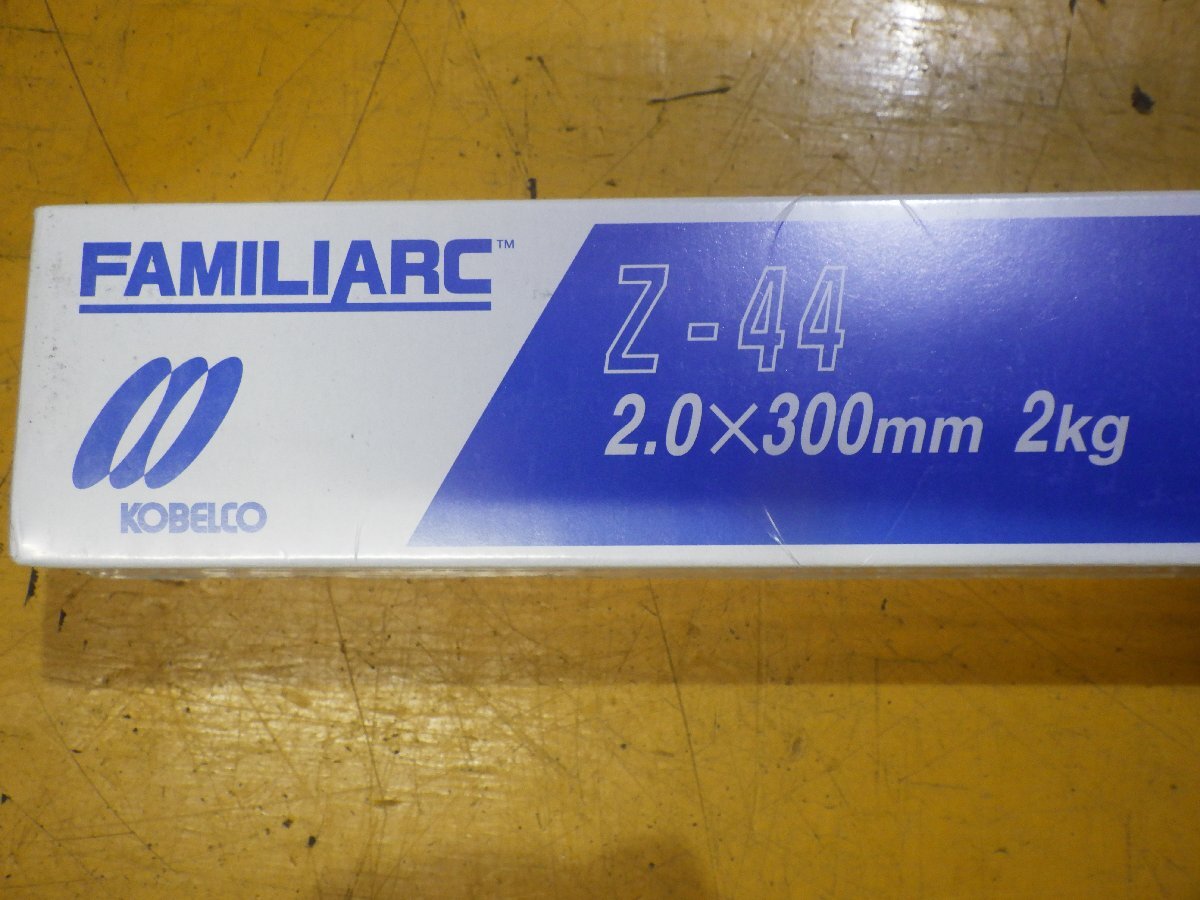 FAMILIARC™
KOBELCO
Z-44
2.0×300mm 2kg